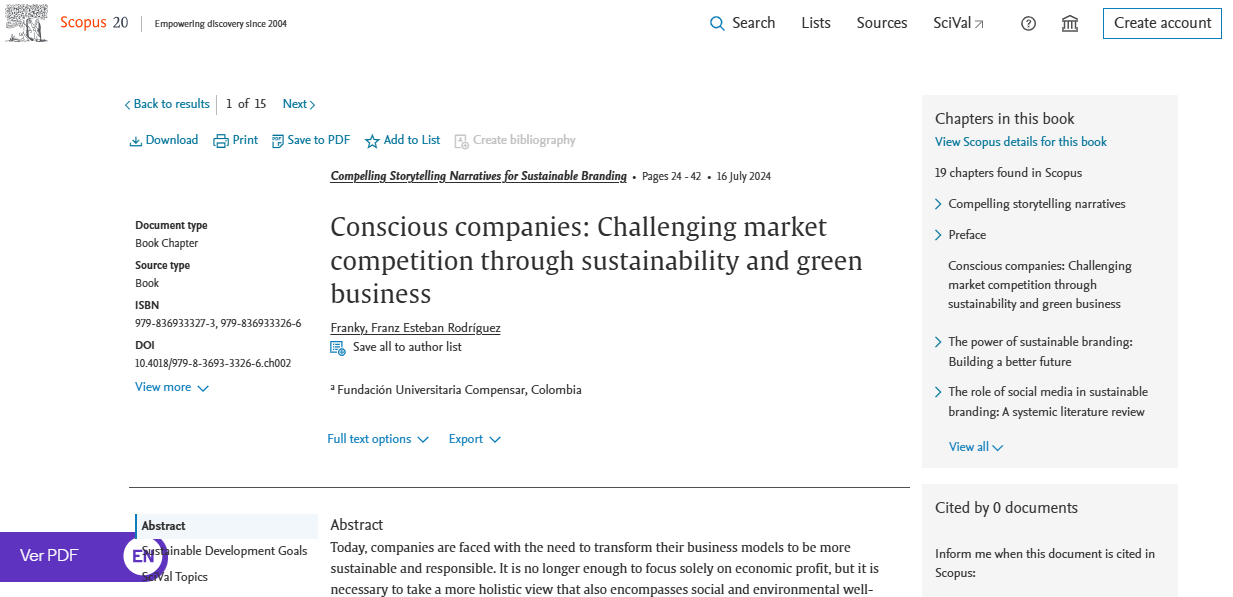 Scopus 20 Empowering discovery since 2004
Search Lists Sources SciVal Create account
Back to results 1 of 15 Next
Download Print Save to PDF Add to List Create bibliography
Compelling Storytelling Narratives for Sustainable Branding • Pages 24 - 42 • 16 July 2024
Document type
Book Chapter
Source type
Book
ISBN
979-836933327-3, 979-836933326-6
DOI
10.4018/979-8-3693-3326-6.ch002
View more
Conscious companies: Challenging market
competition through sustainability and green
business
Franky, Franz Esteban Rodríguez
Save all to author list
ª Fundación Universitaria Compensar, Colombia
Full text options Export
Abstract
Sustainable Development Goals
SciVal Topics
Ver PDF EN
Abstract
Today, companies are faced with the need to transform their business models to be more
sustainable and responsible. It is no longer enough to focus solely on economic profit, but it is
necessary to take a more holistic view that also encompasses social and environmental well-
Chapters in this book
View Scopus details for this book
19 chapters found in Scopus
Compelling storytelling narratives
Preface
Conscious companies: Challenging
market competition through
sustainability and green business
The power of sustainable branding:
Building a better future
The role of social media in sustainable
branding: A systemic literature review
View all
Cited by 0 documents
Inform me when this document is cited in
Scopus: